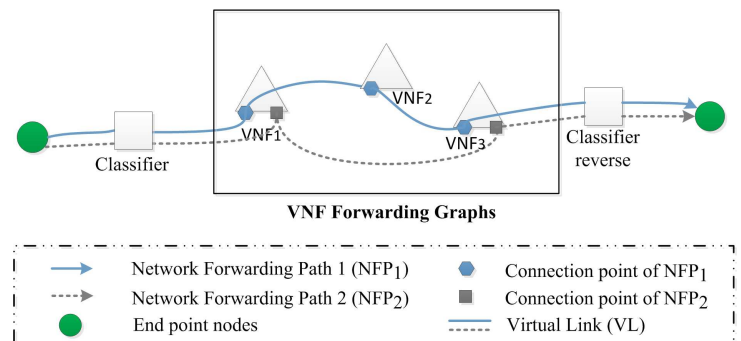 VNF2
VNF1
VNF3
Classifier
Classifier
reverse
VNF Forwarding Graphs
Network Forwarding Path 1 (NFP1)
Connection point of NFP1
Network Forwarding Path 2 (NFP2)
Connection point of NFP2
End point nodes
Virtual Link (VL)